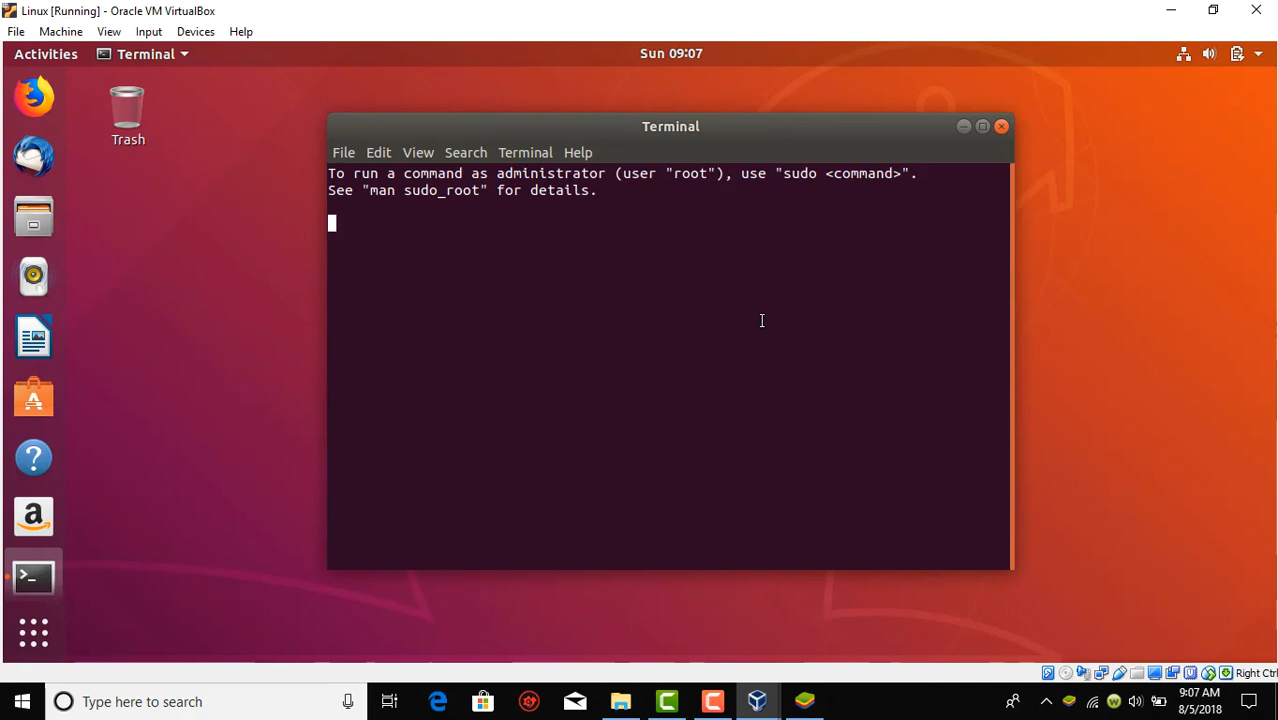 Linux [Running] - Oracle VM VirtualBox
File Machine View Input Devices Help
Activities Terminal Sun 09:07
Trash
Terminal
File Edit View Search Terminal Help
To run a command as administrator (user "root"), use "sudo <command>".
See "man sudo_root" for details.
Right Ctrl
Type here to search
9:07 AM
8/5/2018